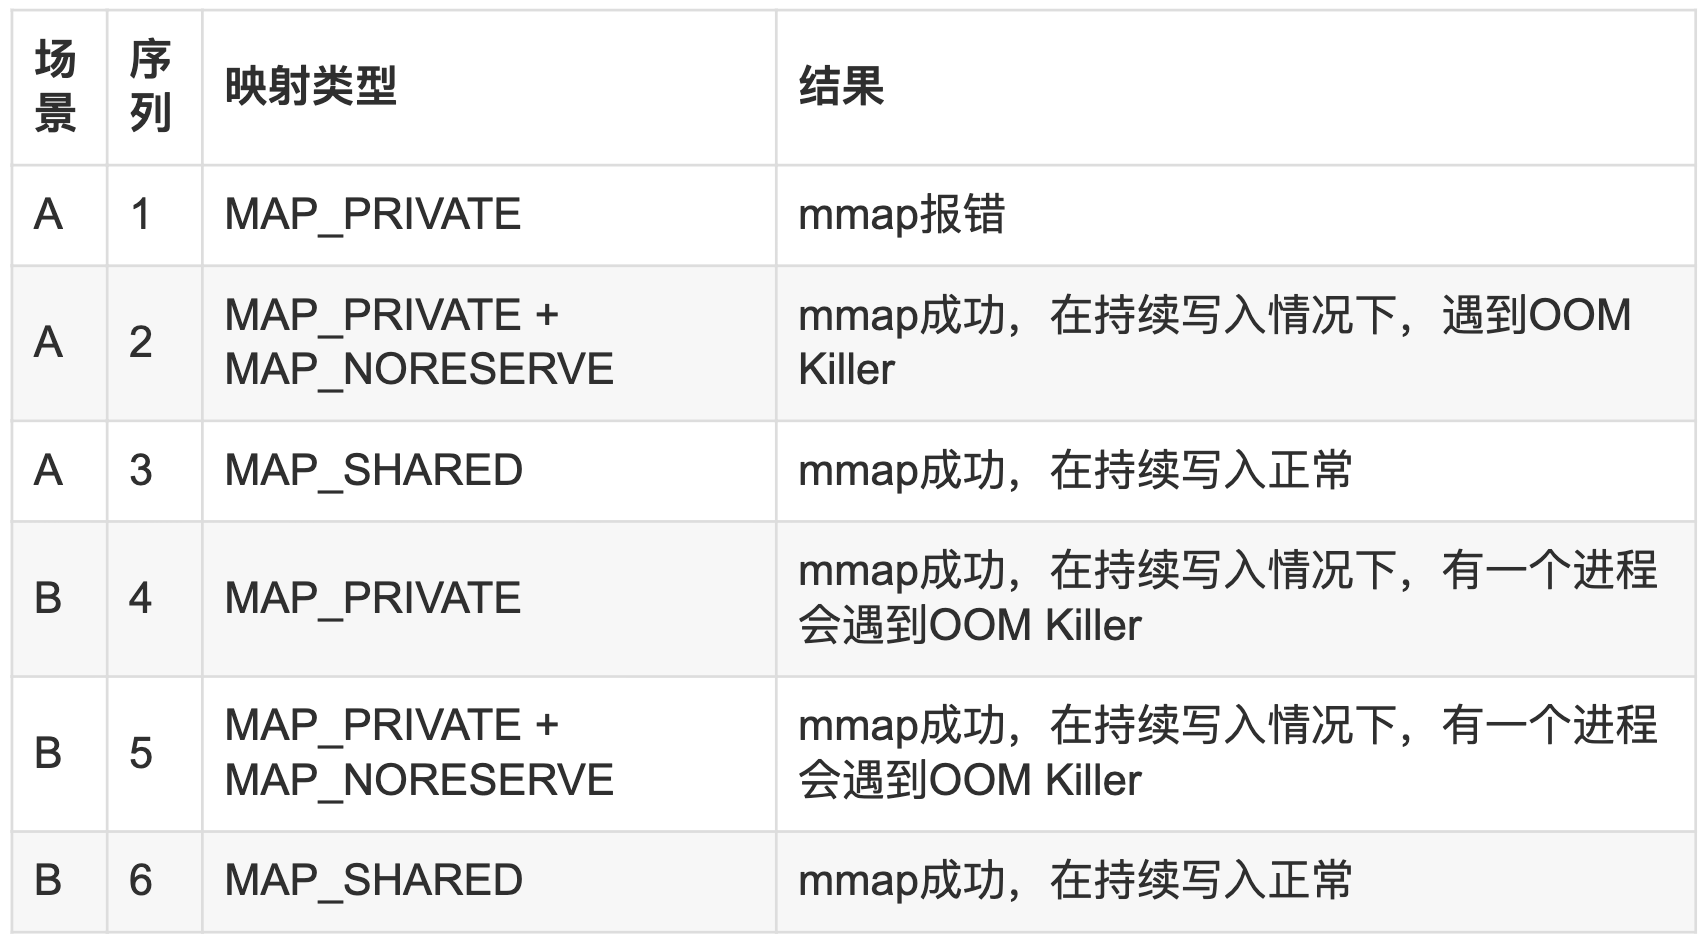 场景 序列 映射类型 结果
A 1 MAP_PRIVATE mmap报错
A 2 MAP_PRIVATE + MAP_NORESERVE mmap成功，在持续写入情况下，遇到OOM Killer
A 3 MAP_SHARED mmap成功，在持续写入正常
B 4 MAP_PRIVATE mmap成功，在持续写入情况下，有一个进程会遇到OOM Killer
B 5 MAP_PRIVATE + MAP_NORESERVE mmap成功，在持续写入情况下，有一个进程会遇到OOM Killer
B 6 MAP_SHARED mmap成功，在持续写入正常